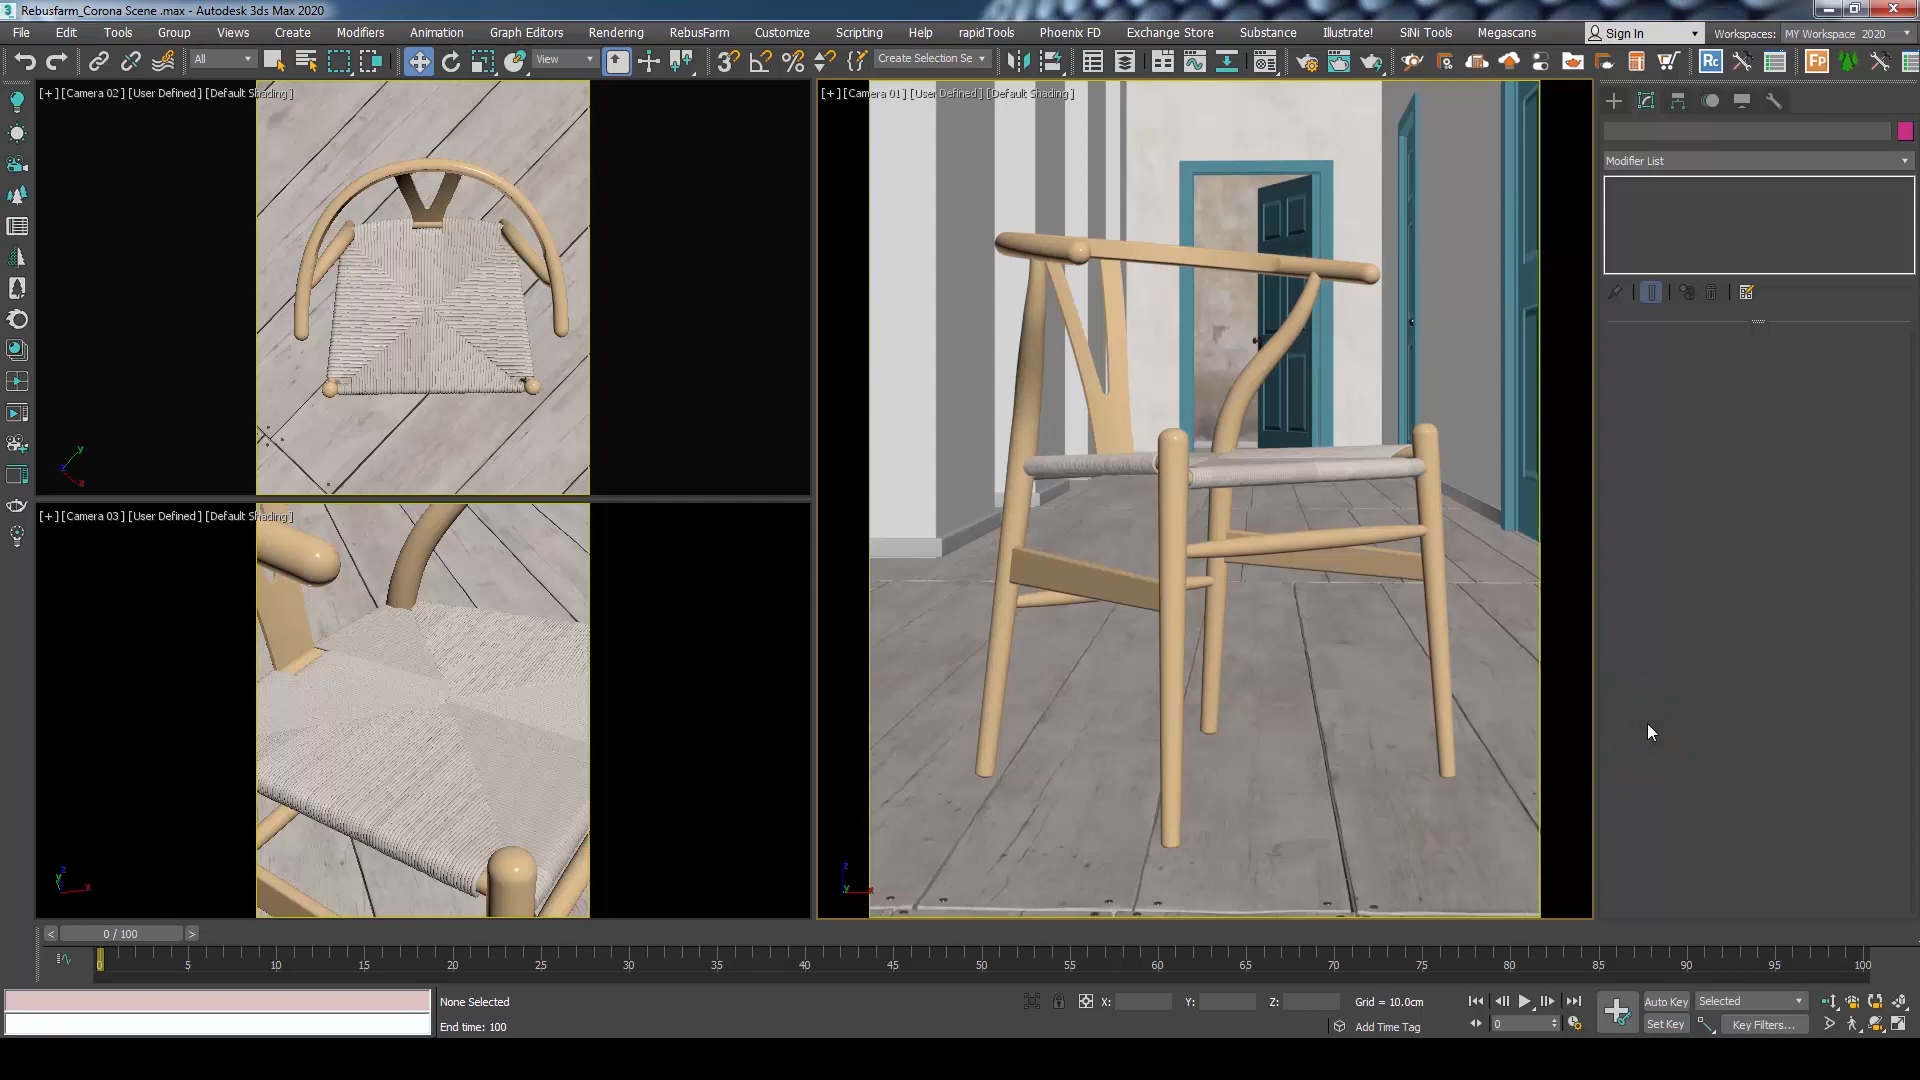 Rebusfarm_Corona Scene .max - Autodesk 3ds Max 2020
File Edit Tools Group Views Create Modifiers Animation Graph Editors Rendering RebusFarm Customize Scripting Help rapidTools Phoenix FD Exchange Store Substance Illustrate! SiNi Tools Megascans Sign In Workspaces: MY Workspace 2020
All View 3 Create Selection Se Rc Fp
[+] [Camera 02] [User Defined] [Default Shading]
[+] [Camera 01] [User Defined] [Default Shading]
Modifier List
y
z
x
[+] [Camera 03] [User Defined] [Default Shading]
z
y
x
z
y
x
< 0 / 100 >
0 5 10 15 20 25 30 35 40 45 50 55 60 65 70 75 80 85 90 95 100
None Selected X: Y: Z: Grid = 10.0cm Auto Key Selected
End time: 100 Add Time Tag 0 Set Key Key Filters...